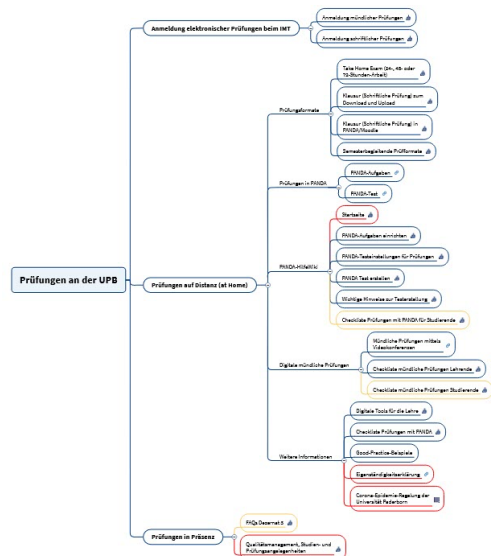 Prüfungen an der UPB
Anmeldung elektronischer Prüfungen beim IMT
Anmeldung mündlicher Prüfungen
Anmeldung schriftlicher Prüfungen
Prüfungen auf Distanz (at Home)
Prüfungsformate
Take Home Exam (24-, 48- oder
72-Stunden-Arbeit)
Klausur (Schriftliche Prüfung) zum
Download und Upload
Klausur (Schriftliche Prüfung) in
PANDA/Moodle
Semesterbegleitende Prüfformate
Prüfungen in PANDA
PANDA-Aufgaben
PANDA-Test
PANDA-HilfeWiki
Startseite
PANDA-Aufgaben einrichten
PANDA-Testeinstellungen für Prüfungen
PANDA Test erstellen
Wichtige Hinweise zur Testerstellung
Checkliste Prüfungen mit PANDA für Studierende
Digitale mündliche Prüfungen
Mündliche Prüfungen mittels
Videokonferenzen
Checkliste mündliche Prüfungen Lehrende
Checkliste mündliche Prüfungen Studierende
Weitere Informationen
Digitale Tools für die Lehre
Checkliste Prüfungen mit PANDA
Good-Practice-Beispiele
Eigenständigkeitserklärung
Corona-Epidemie-Regelung der
Universität Paderborn
Prüfungen in Präsenz
FAQs Dezernat 5
Qualitätsmanagement, Studien- und
Prüfungsangelegenheiten